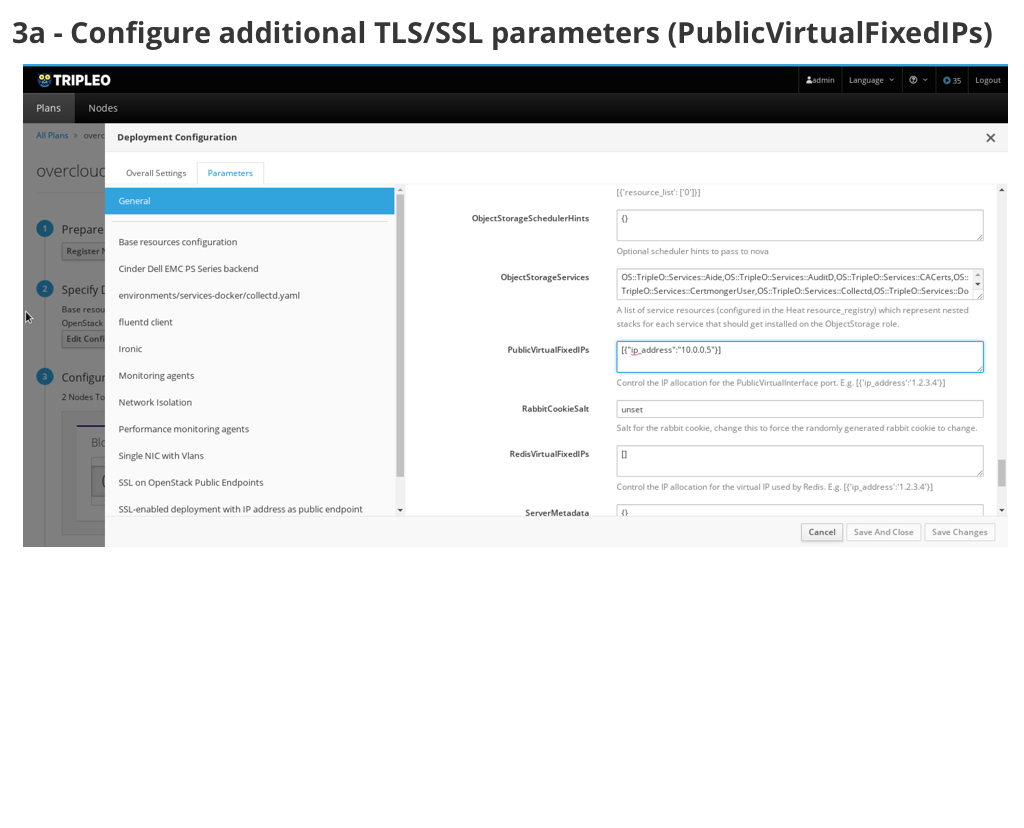 3a - Configure additional TLS/SSL parameters (PublicVirtualFixedIPs)
TRIPLEO
admin
Language
35
Logout
Plans
Nodes
All Plans > overc
Deployment Configuration
overcloud
Overall Settings
Parameters
General
Base resources configuration
Cinder Dell EMC PS Series backend
environments/services-docker/collectd.yaml
fluentd client
Ironic
Monitoring agents
Network Isolation
Performance monitoring agents
Single NIC with Vlans
SSL on OpenStack Public Endpoints
SSL-enabled deployment with IP address as public endpoint
1 Prepare
Register N
2 Specify D
Base resou
OpenStack
Edit Confi
3 Configur
2 Nodes To
Blo
[{'resource_list': ['0']}]
ObjectStorageSchedulerHints
{}
Optional scheduler hints to pass to nova
ObjectStorageServices
OS::TripleO::Services::Aide,OS::TripleO::Services::AuditD,OS::TripleO::Services::CACerts,OS::
TripleO::Services::CertmongerUser,OS::TripleO::Services::Collectd,OS::TripleO::Services::Do
A list of service resources (configured in the Heat resource_registry) which represent nested
stacks for each service that should get installed on the ObjectStorage role.
PublicVirtualFixedIPs
[{"ip_address":"10.0.0.5"}]
Control the IP allocation for the PublicVirtualInterface port. E.g. [{'ip_address':'1.2.3.4'}]
RabbitCookieSalt
unset
Salt for the rabbit cookie, change this to force the randomly generated rabbit cookie to change.
RedisVirtualFixedIPs
[]
Control the IP allocation for the virtual IP used by Redis. E.g. [{'ip_address':'1.2.3.4'}]
ServerMetadata
{}
Cancel
Save And Close
Save Changes